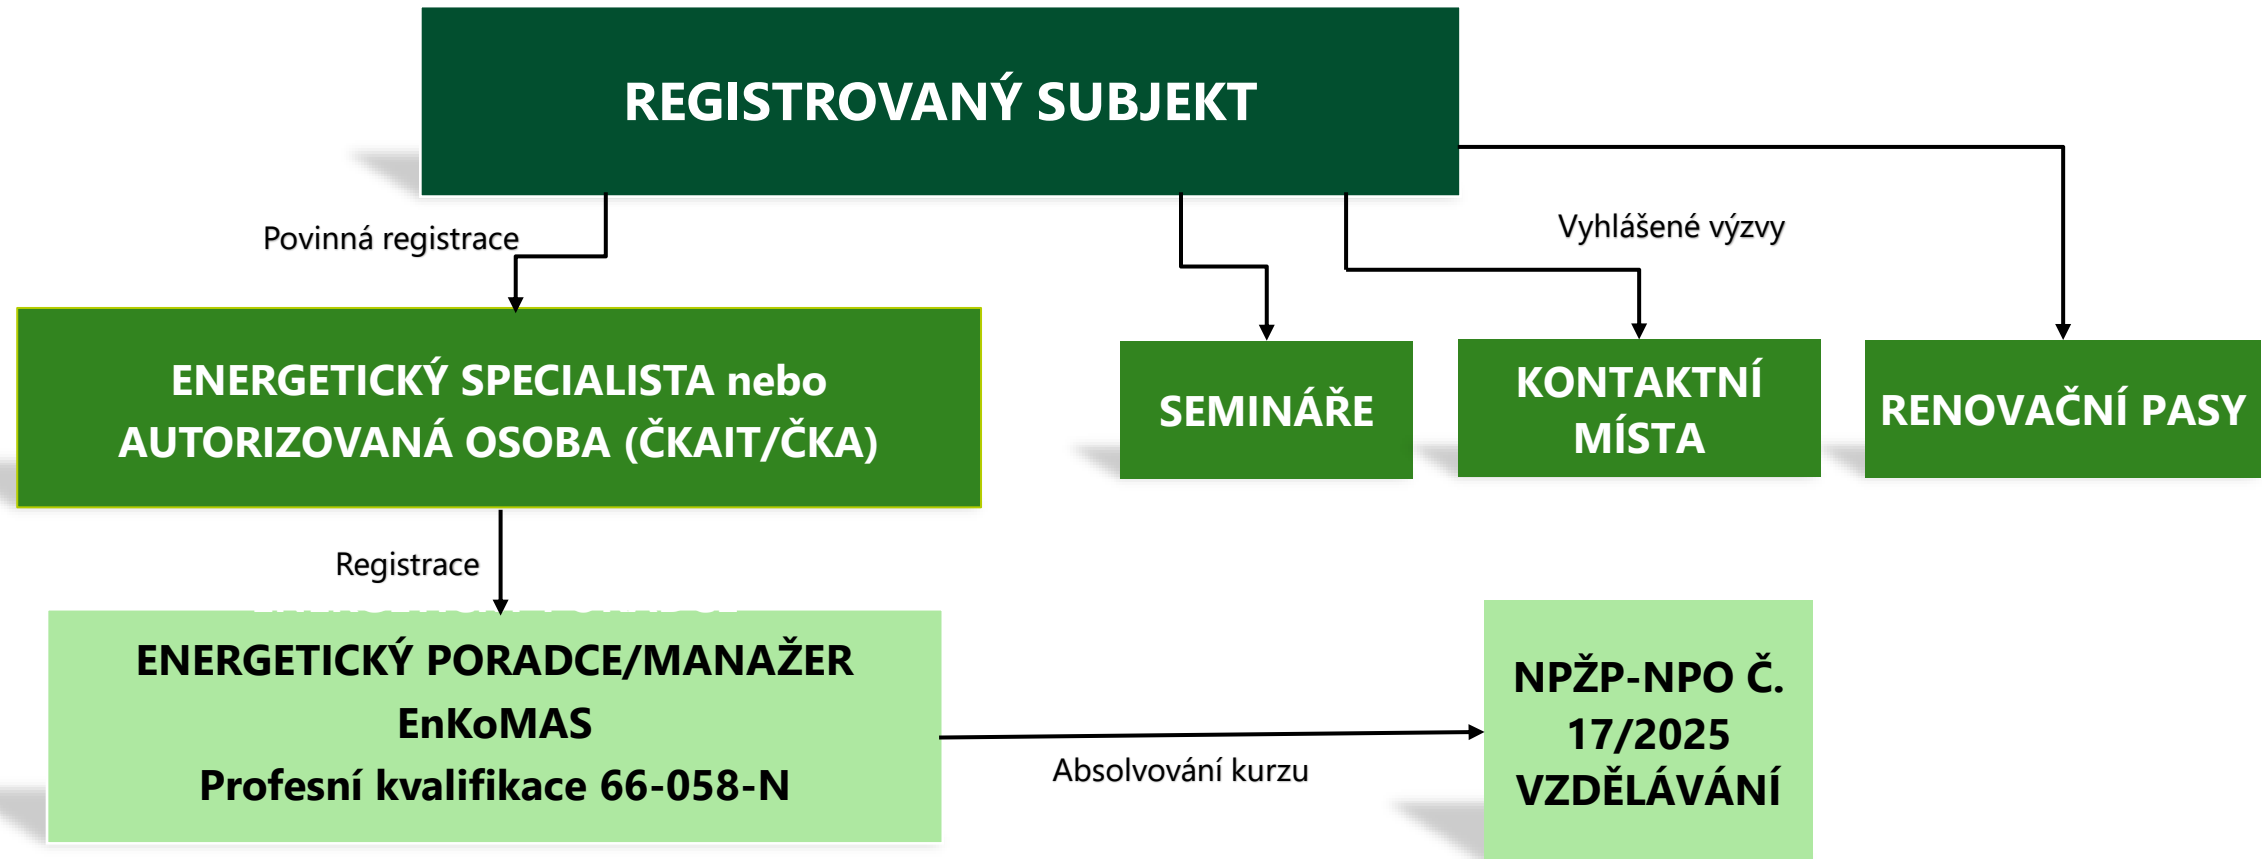 REGISTROVANÝ SUBJEKT
Povinná registrace
Vyhlášené výzvy
ENERGETICKÝ SPECIALISTA nebo
AUTORIZOVANÁ OSOBA (ČKAIT/ČKA)
SEMINÁŘE
KONTAKTNÍ
MÍSTA
RENOVAČNÍ PASY
Registrace
ENERGETICKÝ PORADCE/MANAŽER
EnKoMAS
Profesní kvalifikace 66-058-N
Absolvování kurzu
NPŽP-NPO Č.
17/2025
VZDĚLÁVÁNÍ